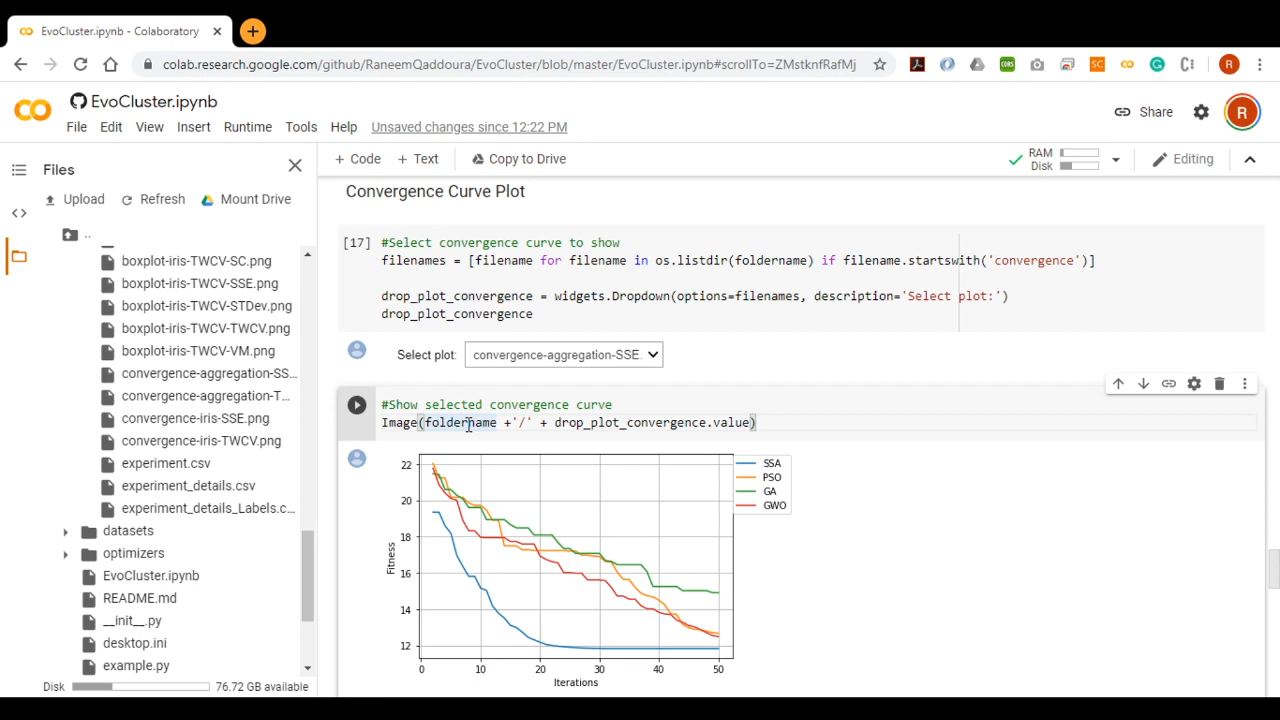 EvoCluster.ipynb - Colaboratory
colab.research.google.com/github/RaneemQaddoura/EvoCluster/blob/master/EvoCluster.ipynb#scrollTo=ZMstknfRafMj
CORS
SC
R
EvoCluster.ipynb
Share
R
File Edit View Insert Runtime Tools Help Unsaved changes since 12:22 PM
Files
+ Code + Text Copy to Drive
RAM
Disk
Editing
Upload Refresh Mount Drive
..
boxplot-iris-TWCV-SC.png
boxplot-iris-TWCV-SSE.png
boxplot-iris-TWCV-STDev.png
boxplot-iris-TWCV-TWCV.png
boxplot-iris-TWCV-VM.png
convergence-aggregation-SS...
convergence-aggregation-T...
convergence-iris-SSE.png
convergence-iris-TWCV.png
experiment.csv
experiment_details.csv
experiment_details_Labels.c...
datasets
optimizers
EvoCluster.ipynb
README.md
__init__.py
desktop.ini
example.py
Disk 76.72 GB available
Convergence Curve Plot
[17] #Select convergence curve to show
filenames = [filename for filename in os.listdir(foldername) if filename.startswith('convergence')]
drop_plot_convergence = widgets.Dropdown(options=filenames, description='Select plot:')
drop_plot_convergence
Select plot: convergence-aggregation-SSE.
#Show selected convergence curve
Image(foldername +'/' + drop_plot_convergence.value)
22
20
18
16
14
12
Fitness
0 10 20 30 40 50
Iterations
SSA
PSO
GA
GWO